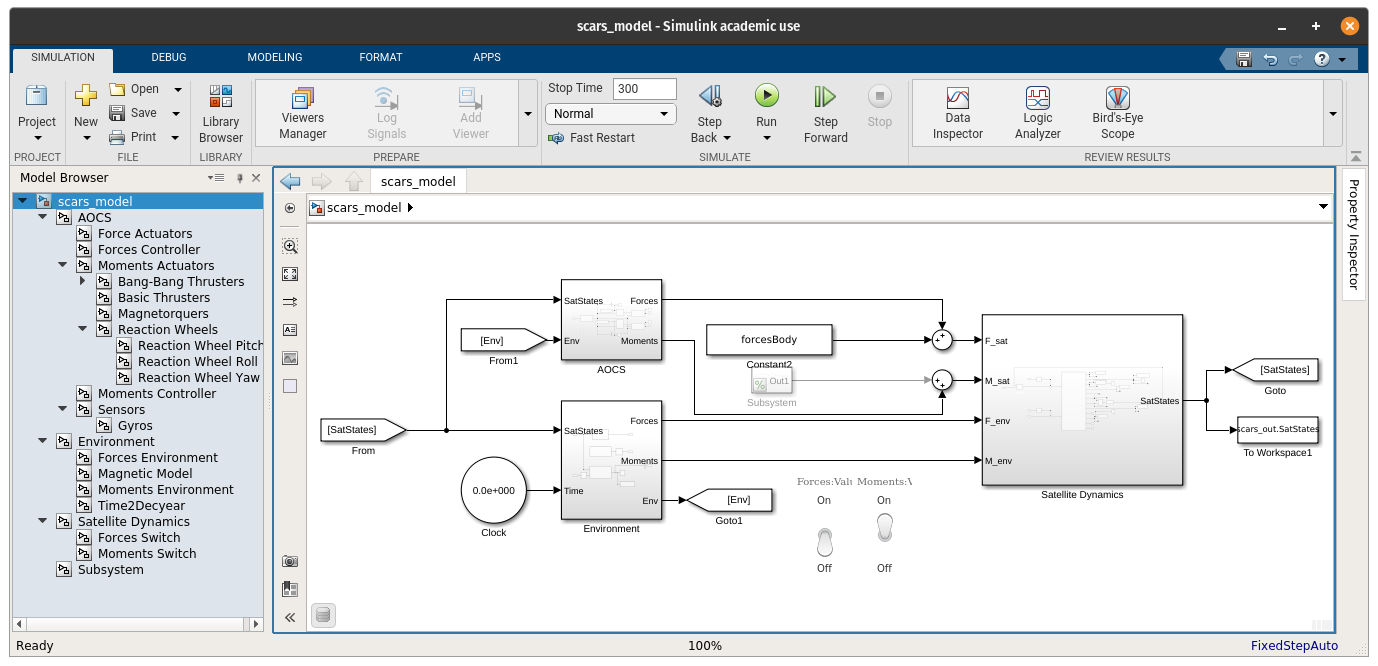 scars_model - Simulink academic use
SIMULATION DEBUG MODELING FORMAT APPS
Project
New
Open
Save
Print
Library
Browser
Viewers
Manager
Log
Signals
Add
Viewer
Stop Time 300
Normal
Fast Restart
Step
Back
Run
Step
Forward
Stop
Data
Inspector
Logic
Analyzer
Bird's-Eye
Scope
PROJECT FILE LIBRARY PREPARE SIMULATE REVIEW RESULTS
Model Browser
scars_model
AOCS
Force Actuators
Forces Controller
Moments Actuators
Bang-Bang Thrusters
Basic Thrusters
Magnetorquers
Reaction Wheels
Reaction Wheel Pitch
Reaction Wheel Roll
Reaction Wheel Yaw
Moments Controller
Sensors
Gyros
Environment
Forces Environment
Magnetic Model
Moments Environment
Time2Decyear
Satellite Dynamics
Forces Switch
Moments Switch
Subsystem
scars_model
scars_model
[SatStates]
From
[Env]
From1
SatStates
Env
Forces
Moments
AOCS
0.0e+000
Clock
SatStates
Time
Forces
Moments
Env
Environment
[Env]
Goto1
forcesBody
Constant2
Out1
Subsystem
Forces:Valu Moments:V
On On
Off Off
F_sat
M_sat
F_env
M_env
SatStates
Satellite Dynamics
[SatStates]
Goto
scars_out.SatStates
To Workspace1
Property Inspector
Ready 100% FixedStepAuto